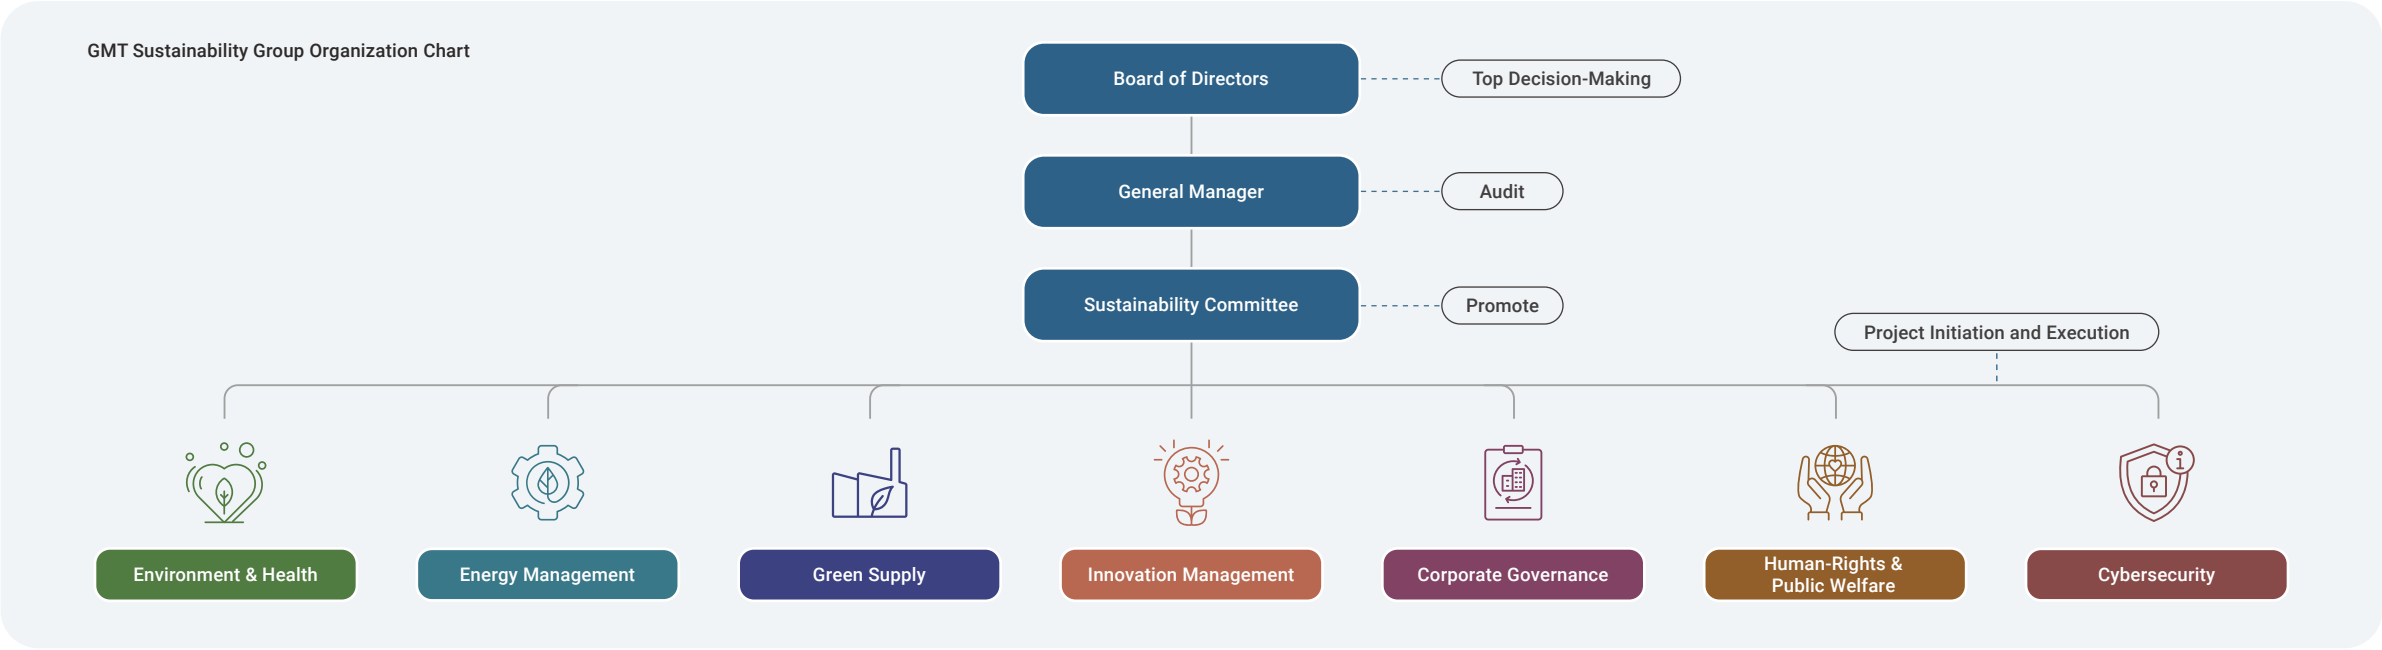 GMT Sustainability Group Organization Chart
Board of Directors
Top Decision-Making
General Manager
Audit
Sustainability Committee
Promote
Project Initiation and Execution
Environment & Health
Energy Management
Green Supply
Innovation Management
Corporate Governance
Human-Rights &
Public Welfare
Cybersecurity